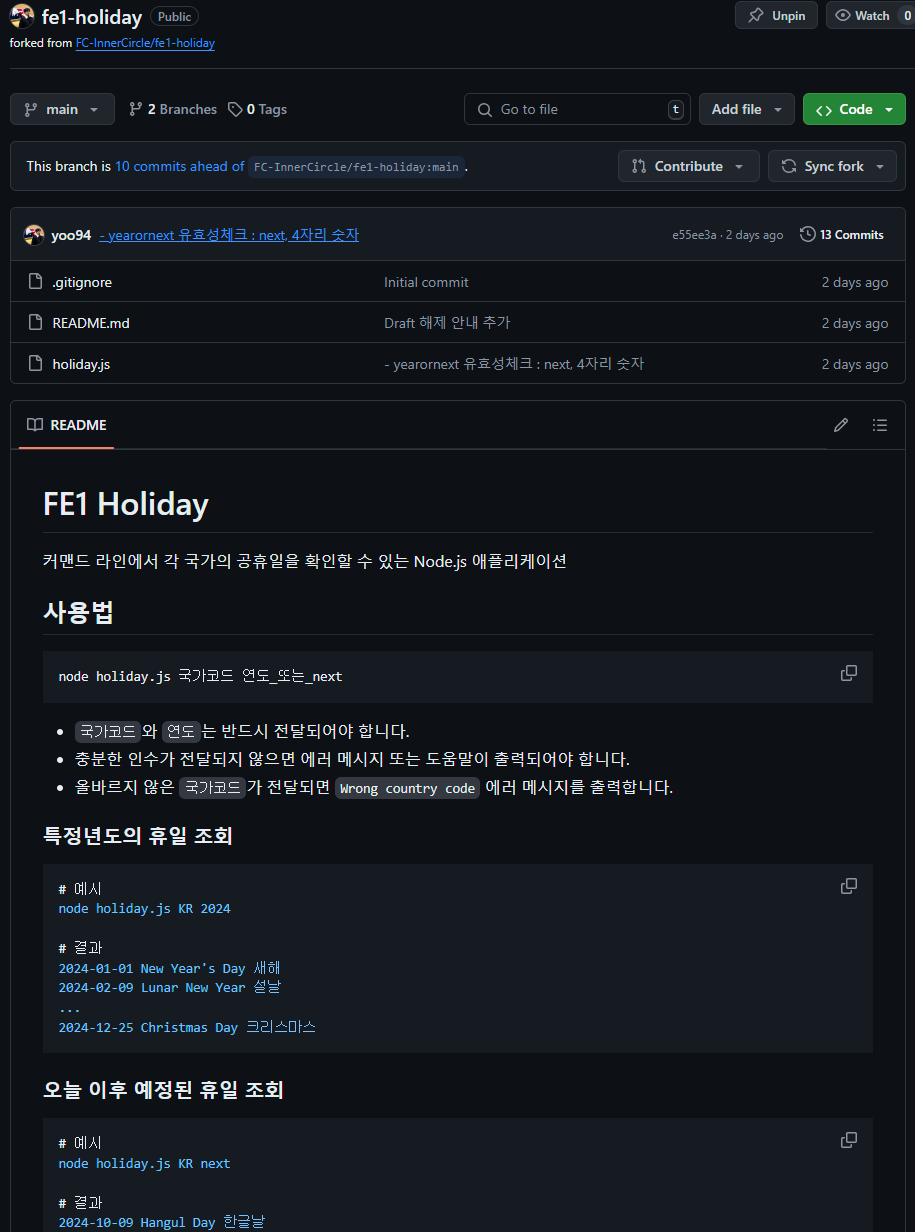 fe1-holiday Public Unpin Watch 0
forked from FC-InnerCircle/fe1-holiday
main 2 Branches 0 Tags Go to file t Add file Code
This branch is 10 commits ahead of FC-InnerCircle/fe1-holiday:main . Contribute Sync fork
yoo94 - yearornext 유효성체크 : next, 4자리 숫자 e55ee3a · 2 days ago 13 Commits
.gitignore Initial commit 2 days ago
README.md Draft 해제 안내 추가 2 days ago
holiday.js - yearornext 유효성체크 : next, 4자리 숫자 2 days ago
README
FE1 Holiday
커맨드 라인에서 각 국가의 공휴일을 확인할 수 있는 Node.js 애플리케이션
사용법
node holiday.js 국가코드 연도_또는_next
• 국가코드 와 연도 는 반드시 전달되어야 합니다.
• 충분한 인수가 전달되지 않으면 에러 메시지 또는 도움말이 출력되어야 합니다.
• 올바르지 않은 국가코드 가 전달되면 Wrong country code 에러 메시지를 출력합니다.
특정년도의 휴일 조회
# 예시
node holiday.js KR 2024
# 결과
2024-01-01 New Year's Day 새해
2024-02-09 Lunar New Year 설날
...
2024-12-25 Christmas Day 크리스마스
오늘 이후 예정된 휴일 조회
# 예시
node holiday.js KR next
# 결과
2024-10-09 Hangul Day 한글날